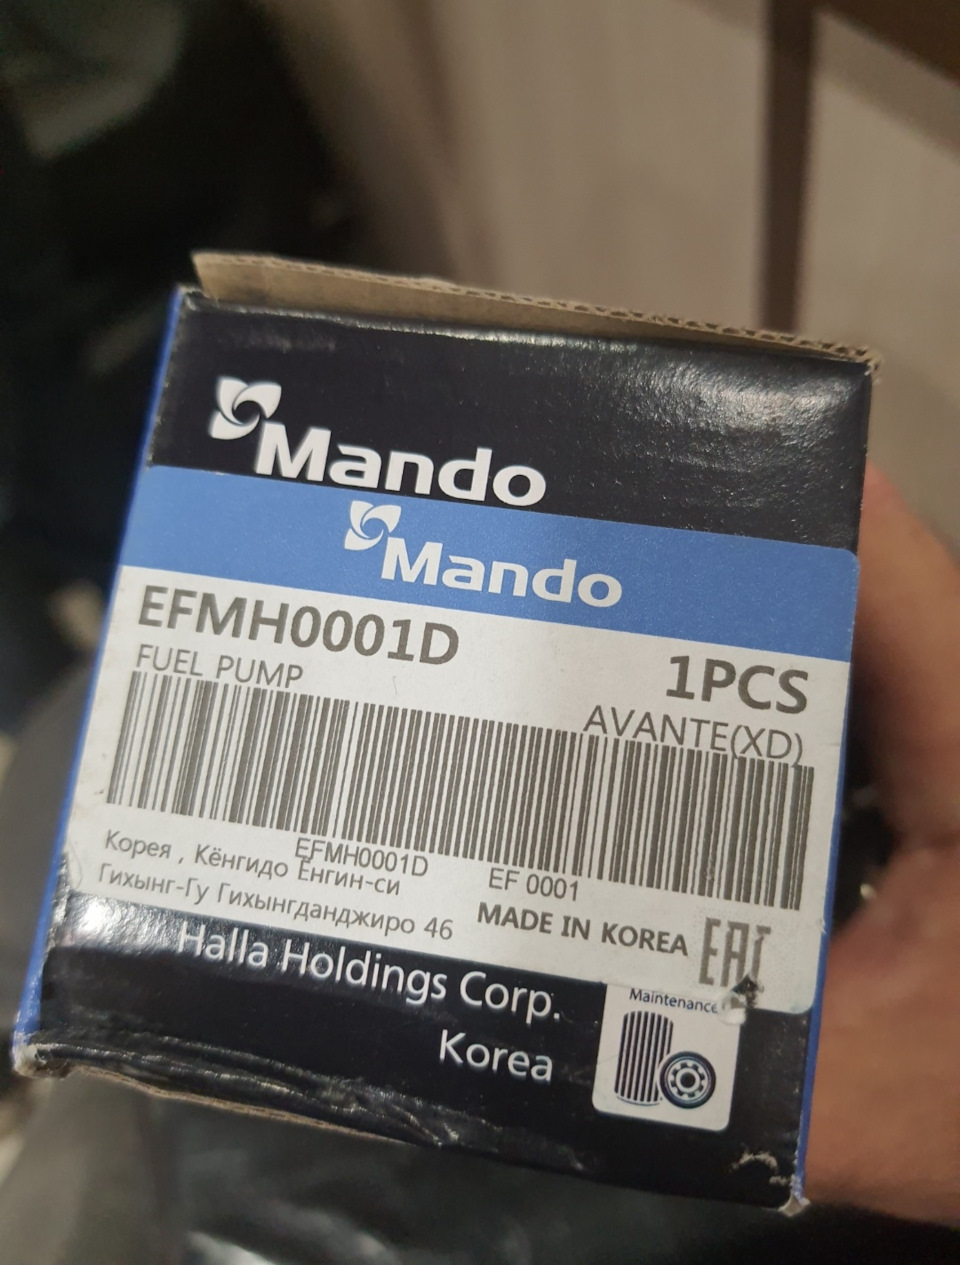 Mando
Mando
EFMH0001D
1PCS
FUEL PUMP
AVANTE(XD)
EFMH0001D
EF 0001
Корея , Кёнгидо Ёнгин-си
Гихынг-Гу Гихынгданджиро 46
MADE IN KOREA
EAC
Halla Holdings Corp.
Korea
Maintenance